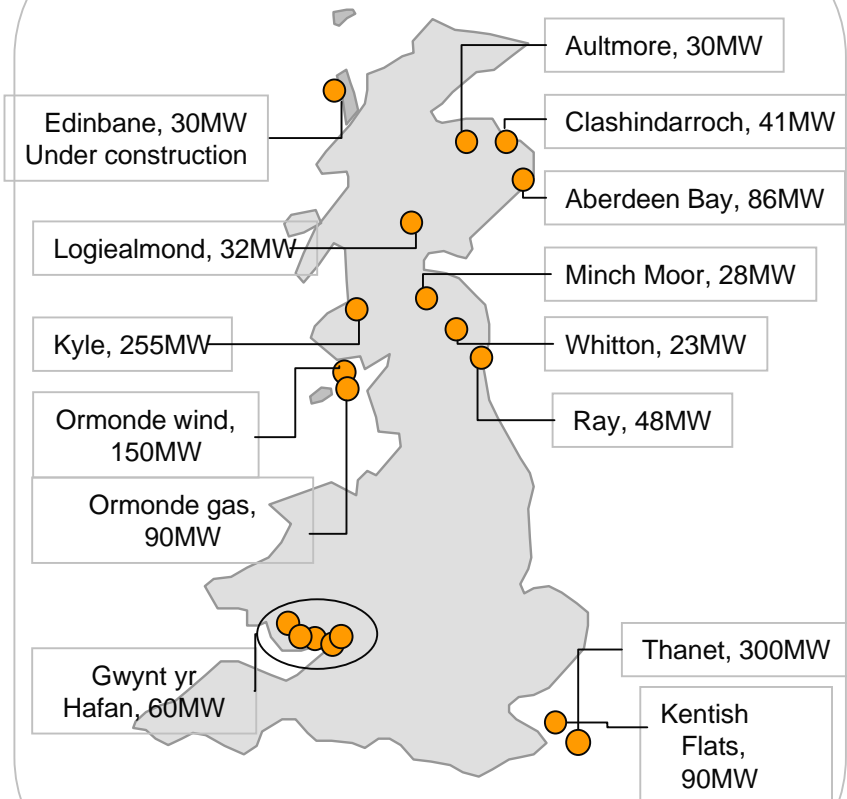 Aultmore, 30MW
Edinbane, 30MW
Under construction
Clashindarroch, 41MW
Aberdeen Bay, 86MW
Logiealmond, 32MW
Minch Moor, 28MW
Kyle, 255MW
Whitton, 23MW
Ormonde wind,
150MW
Ray, 48MW
Ormonde gas,
90MW
Gwynt yr
Hafan, 60MW
Thanet, 300MW
Kentish
Flats,
90MW